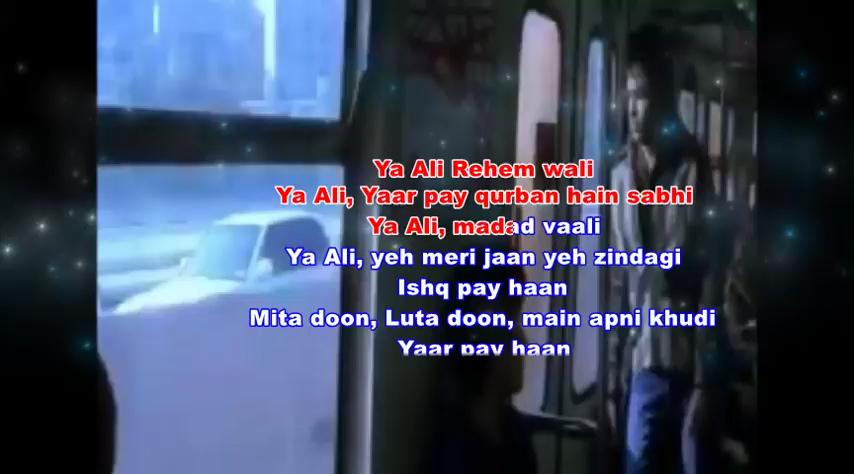 Ya Ali Rehem wali
Ya Ali, Yaar pay qurban hain sabhi
Ya Ali, madad vaali
Ya Ali, yeh meri jaan yeh zindagi
Ishq pay haan
Mita doon, Luta doon, main apni khudi
Yaar pay haan